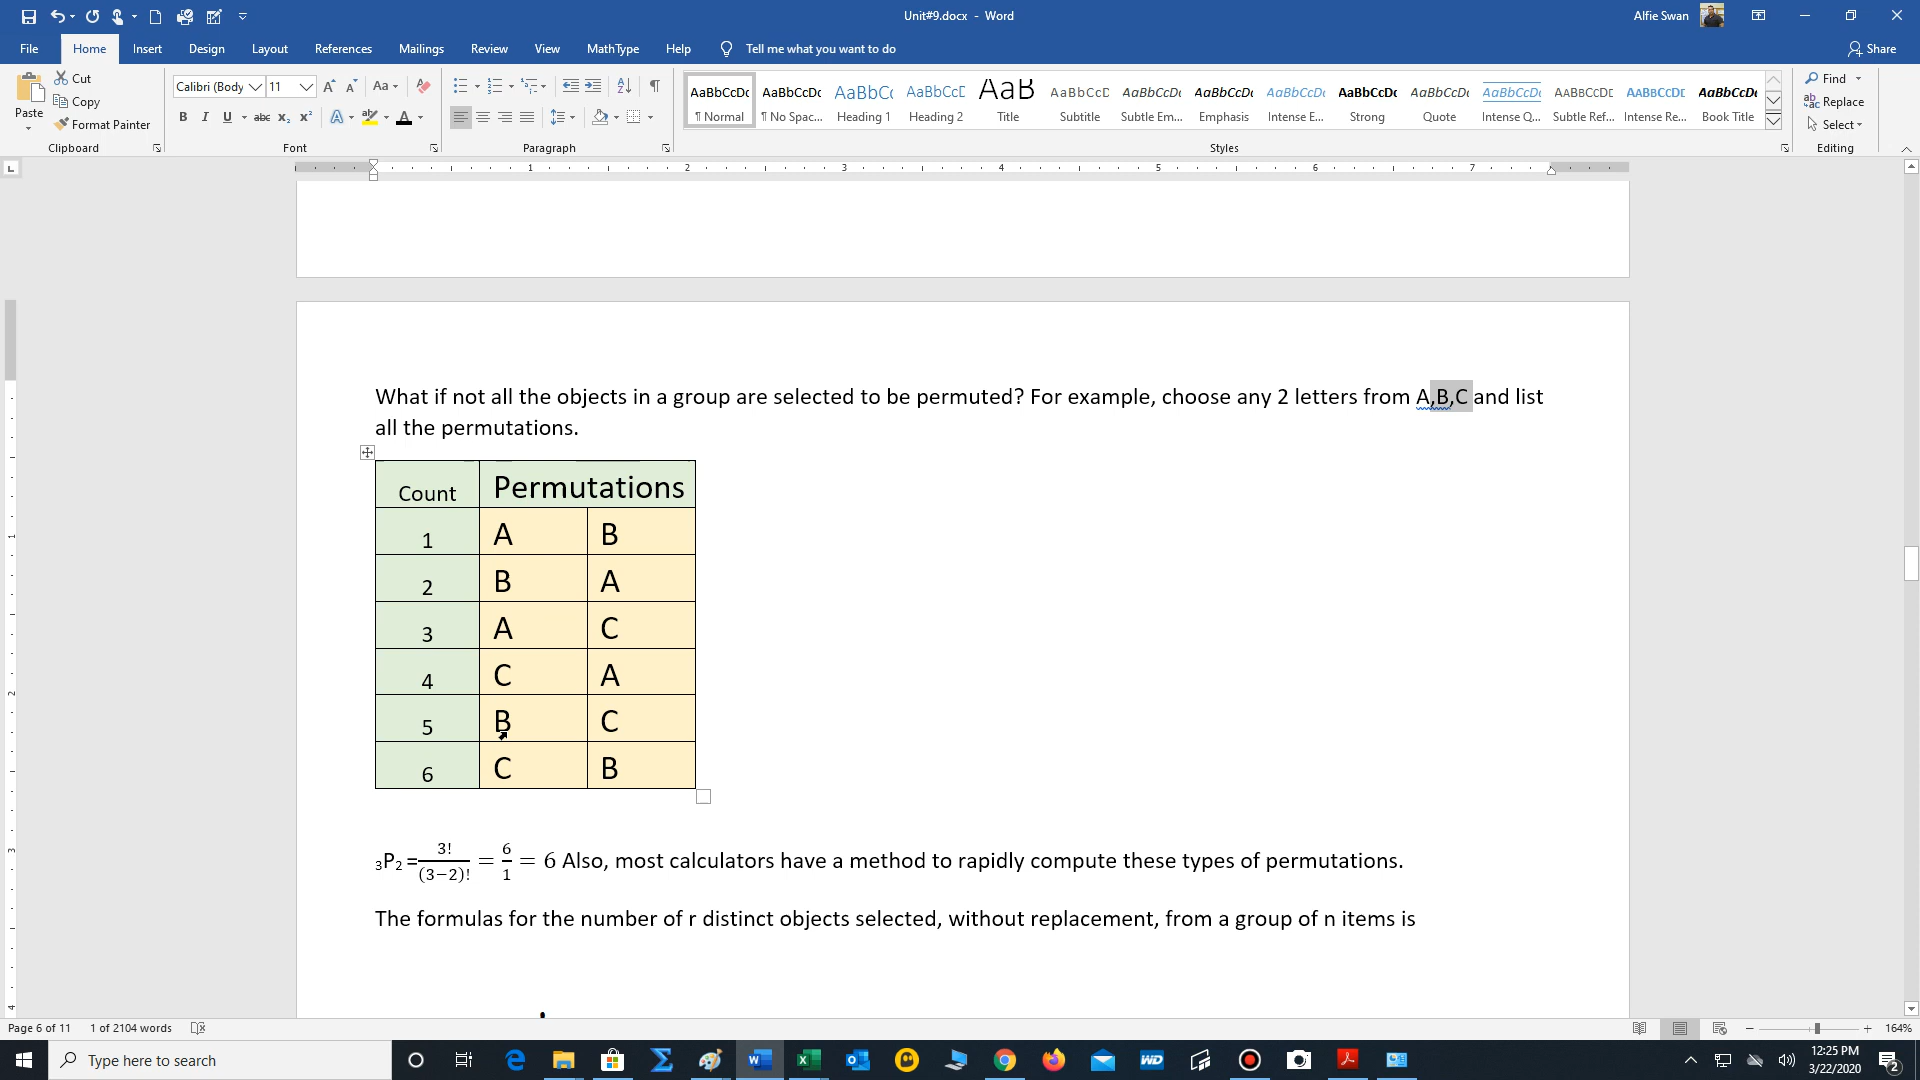 Unit#9.docx - Word
Alfie Swan
File Home Insert Design Layout References Mailings Review View MathType Help Tell me what you want to do Share
Paste Cut Copy Format Painter
Clipboard
Calibri (Body 11
Font
Paragraph
AaBbCcDc AaBbCcDc AaBbCc AaBbCcE AaB AaBbCcD AaBbCcDc AaBbCcDc AaBbCcDc AaBbCcDc AaBbCcDc AaBbCcDc AABBCCDE AABBCCDE AaBbCcDc
¶ Normal ¶ No Spac... Heading 1 Heading 2 Title Subtitle Subtle Em... Emphasis Intense E... Strong Quote Intense Q... Subtle Ref... Intense Re... Book Title
Styles
Find
Replace
Select
Editing
1 2 3 4 5 6 7
What if not all the objects in a group are selected to be permuted? For example, choose any 2 letters from A,B,C and list
all the permutations.
Count Permutations
1 A B
2 B A
3 A C
4 C A
5 B C
6 C B
₃P₂ = 3!/(3−2)! = 6/1 = 6 Also, most calculators have a method to rapidly compute these types of permutations.
The formulas for the number of r distinct objects selected, without replacement, from a group of n items is
Page 6 of 11 1 of 2104 words 164%
Type here to search
12:25 PM
3/22/2020
2